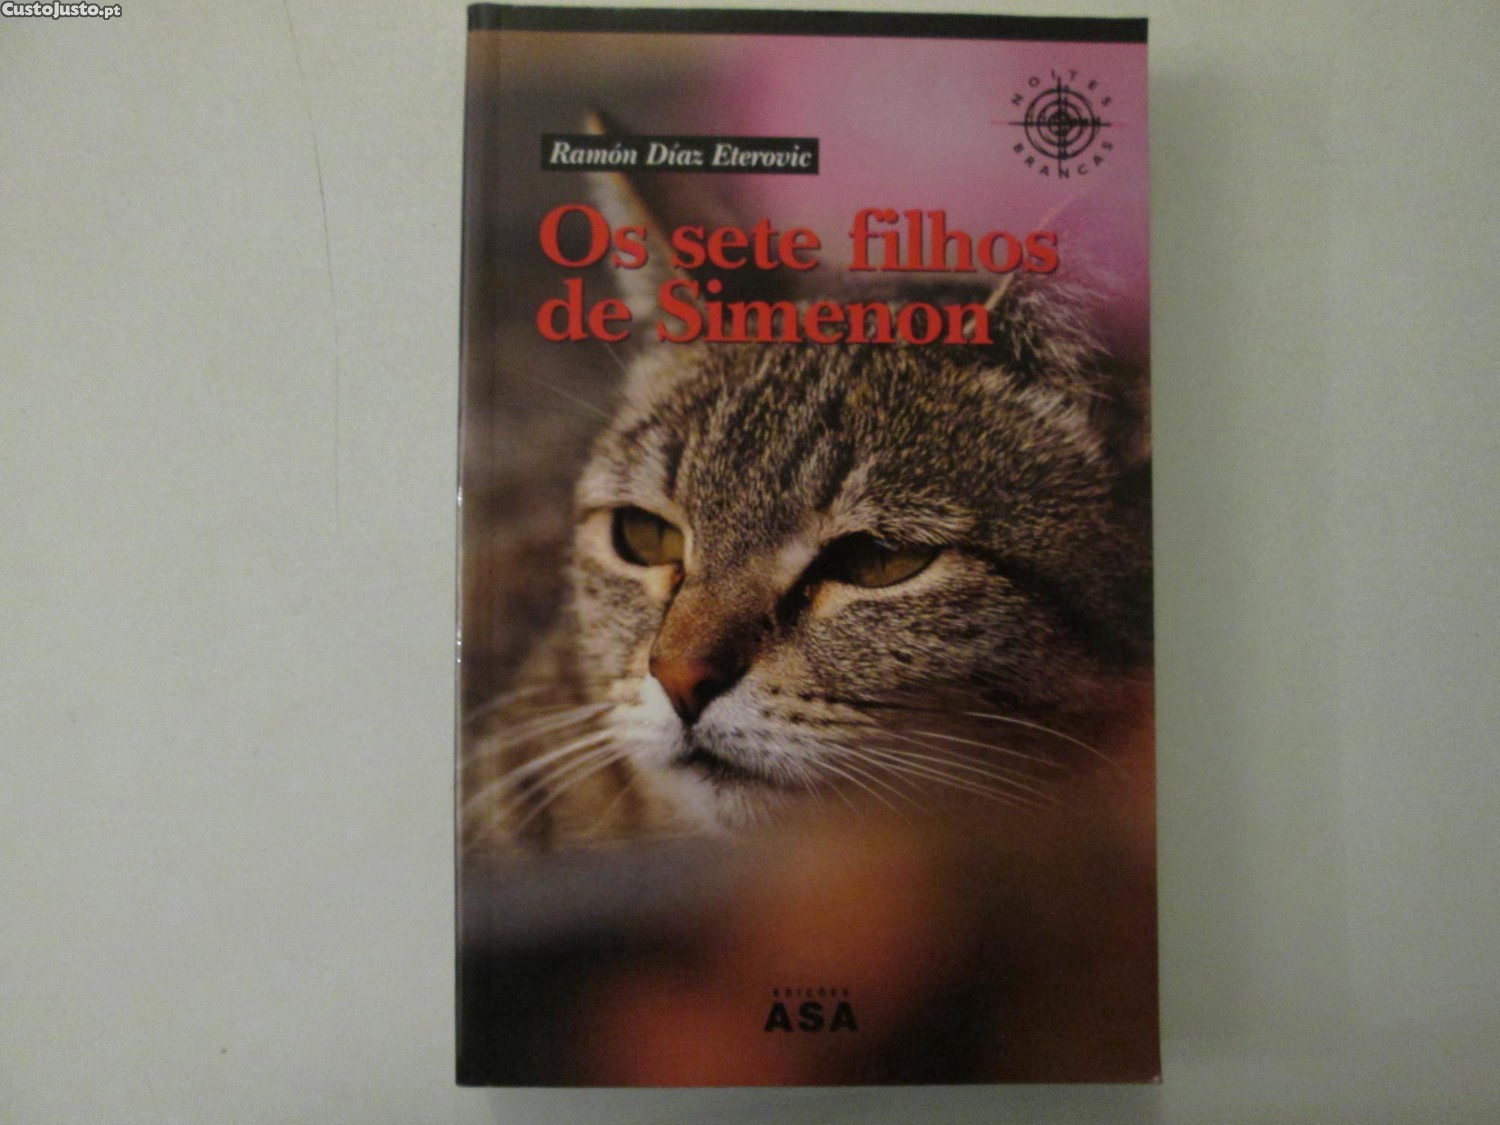 CustoJusto.pt
NOITES
BRANCAS
Ramón Díaz Eterovic
Os sete filhos
de Simenon
EDIÇÕES
ASA